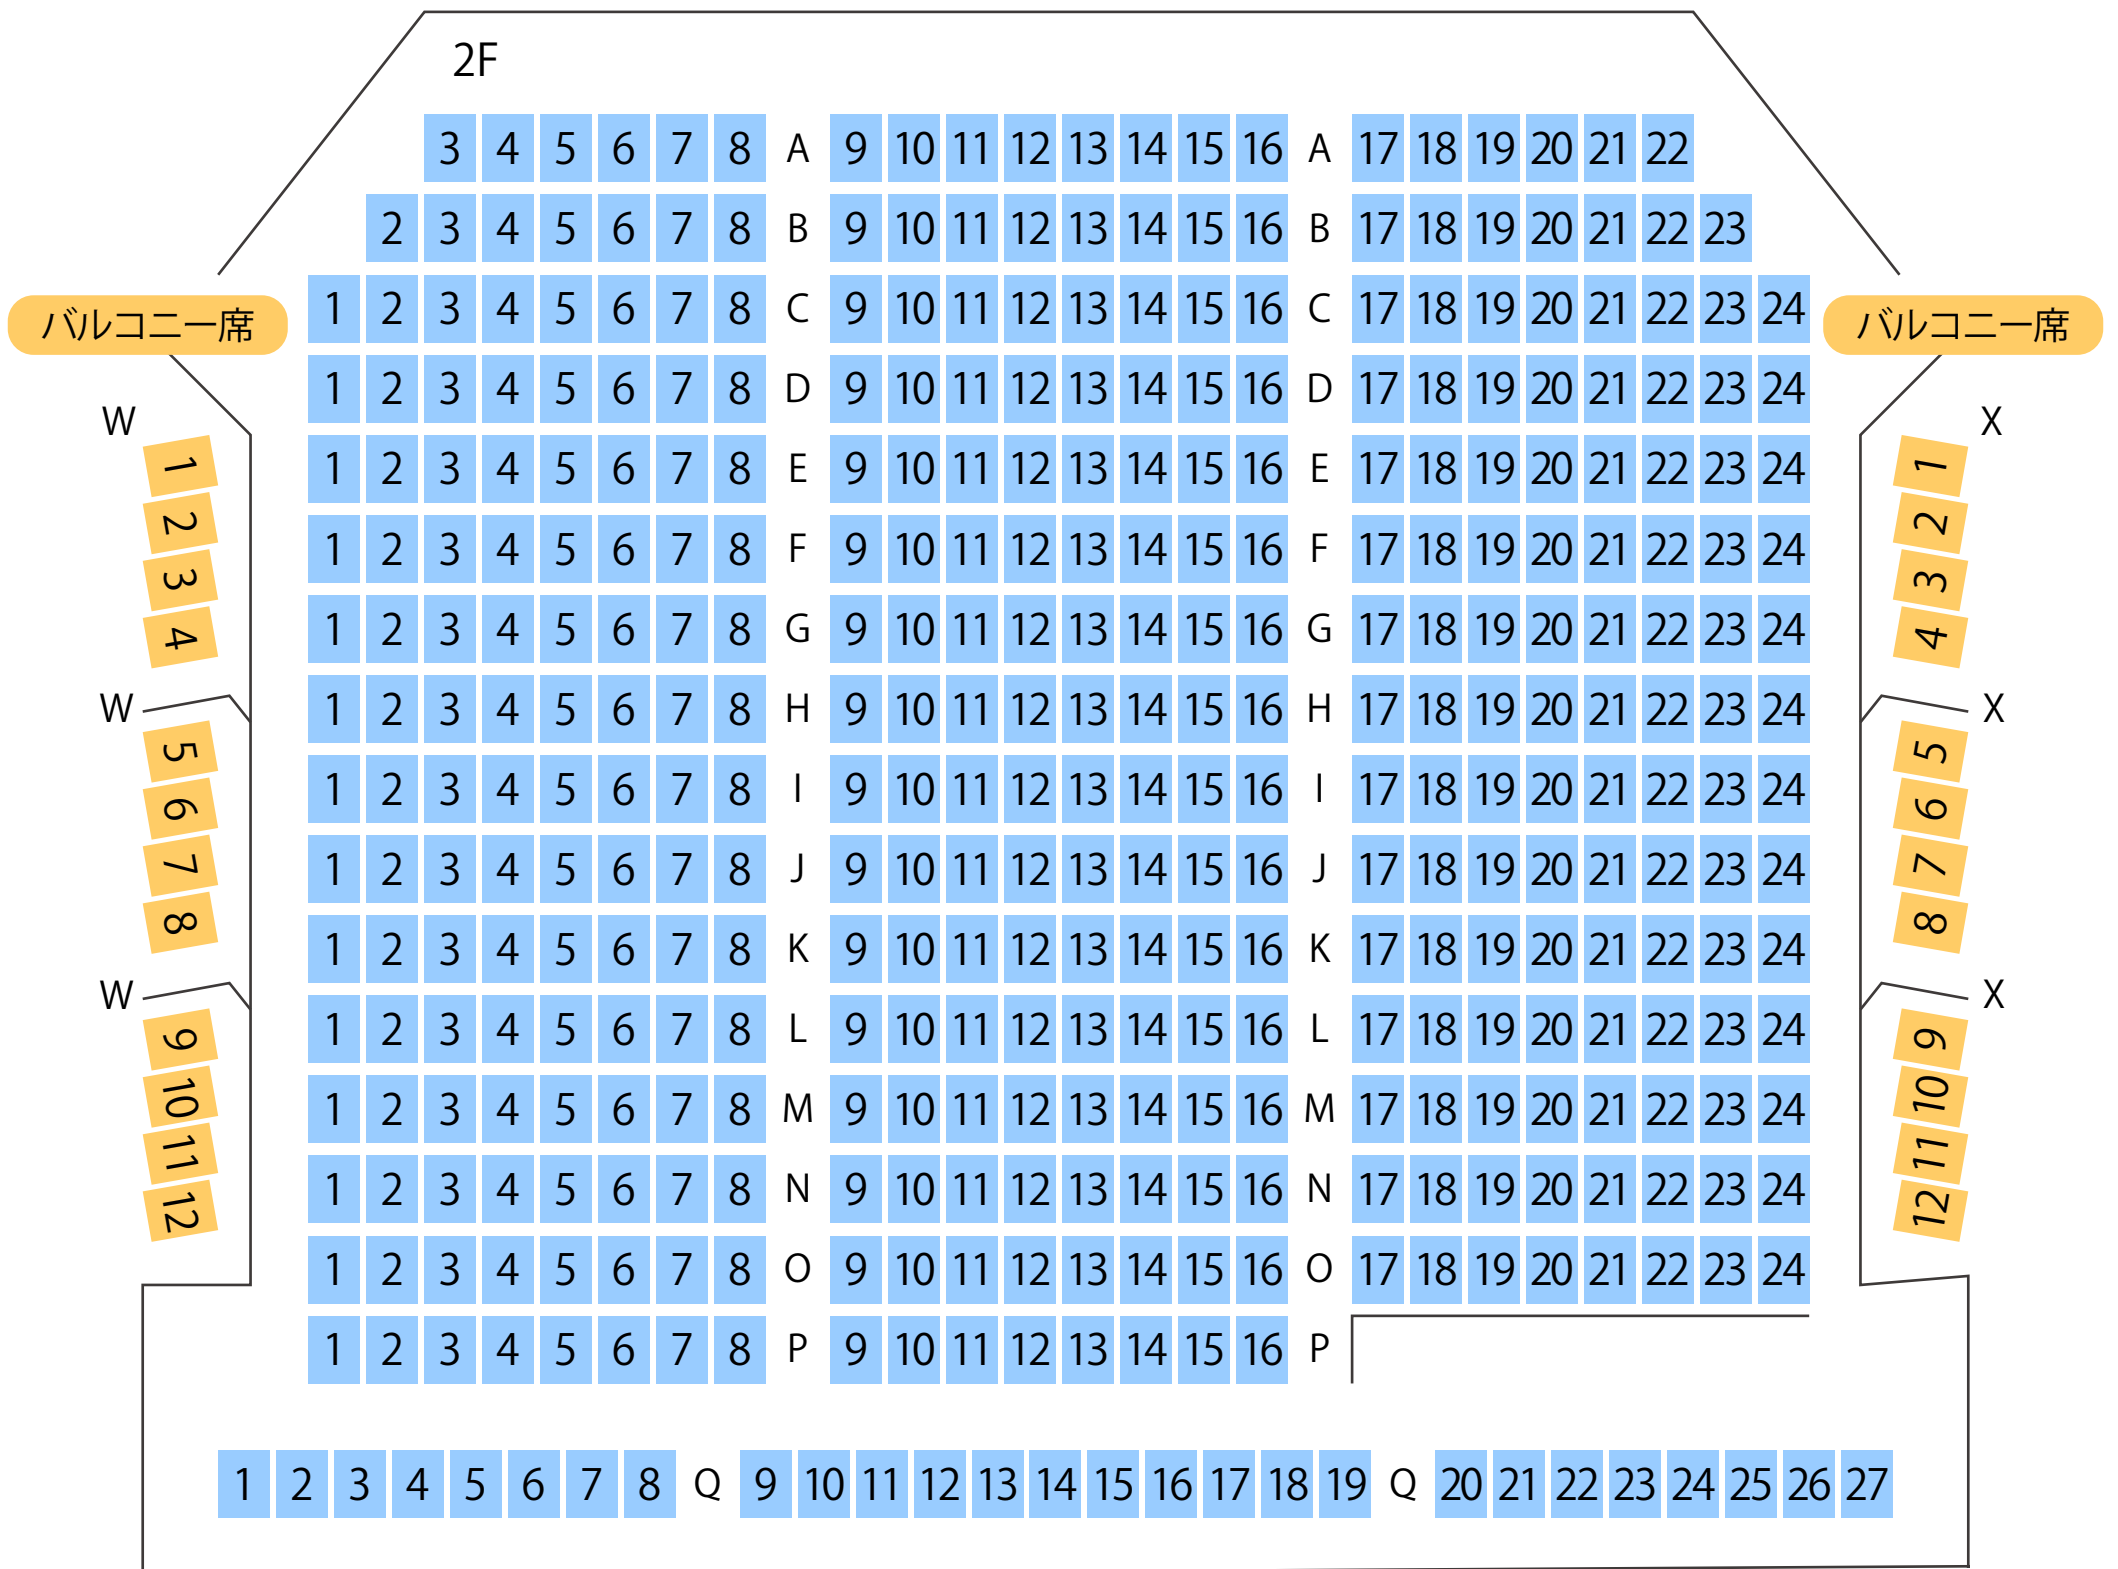 2F
3 4 5 6 7 8 A 9 10 11 12 13 14 15 16 A 17 18 19 20 21 22
2 3 4 5 6 7 8 B 9 10 11 12 13 14 15 16 B 17 18 19 20 21 22 23
1 2 3 4 5 6 7 8 C 9 10 11 12 13 14 15 16 C 17 18 19 20 21 22 23 24
バルコニー席
バルコニー席
1 2 3 4 5 6 7 8 D 9 10 11 12 13 14 15 16 D 17 18 19 20 21 22 23 24
W
X
1 1 2 3 4 5 6 7 8 E 9 10 11 12 13 14 15 16 E 17 18 19 20 21 22 23 24 1
2 1 2 3 4 5 6 7 8 F 9 10 11 12 13 14 15 16 F 17 18 19 20 21 22 23 24 2
3 3
4 1 2 3 4 5 6 7 8 G 9 10 11 12 13 14 15 16 G 17 18 19 20 21 22 23 24 4
W 1 2 3 4 5 6 7 8 H 9 10 11 12 13 14 15 16 H 17 18 19 20 21 22 23 24 X
5 5
6 1 2 3 4 5 6 7 8 I 9 10 11 12 13 14 15 16 I 17 18 19 20 21 22 23 24 6
7 1 2 3 4 5 6 7 8 J 9 10 11 12 13 14 15 16 J 17 18 19 20 21 22 23 24 7
8 1 2 3 4 5 6 7 8 K 9 10 11 12 13 14 15 16 K 17 18 19 20 21 22 23 24 8
W X
9 1 2 3 4 5 6 7 8 L 9 10 11 12 13 14 15 16 L 17 18 19 20 21 22 23 24 9
10 1 2 3 4 5 6 7 8 M 9 10 11 12 13 14 15 16 M 17 18 19 20 21 22 23 24 10
11 11
12 1 2 3 4 5 6 7 8 N 9 10 11 12 13 14 15 16 N 17 18 19 20 21 22 23 24 12
1 2 3 4 5 6 7 8 O 9 10 11 12 13 14 15 16 O 17 18 19 20 21 22 23 24
1 2 3 4 5 6 7 8 P 9 10 11 12 13 14 15 16 P
1 2 3 4 5 6 7 8 Q 9 10 11 12 13 14 15 16 17 18 19 Q 20 21 22 23 24 25 26 27